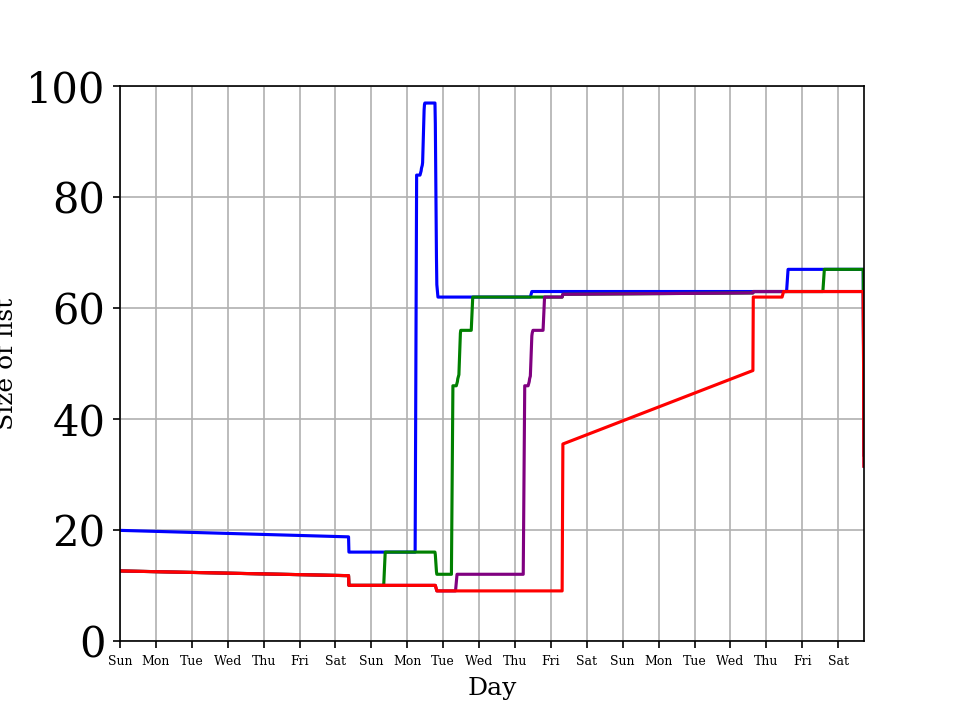 100
80
60
40
20
0
Size of list
Sun Mon Tue Wed Thu Fri Sat Sun Mon Tue Wed Thu Fri Sat Sun Mon Tue Wed Thu Fri Sat
Day